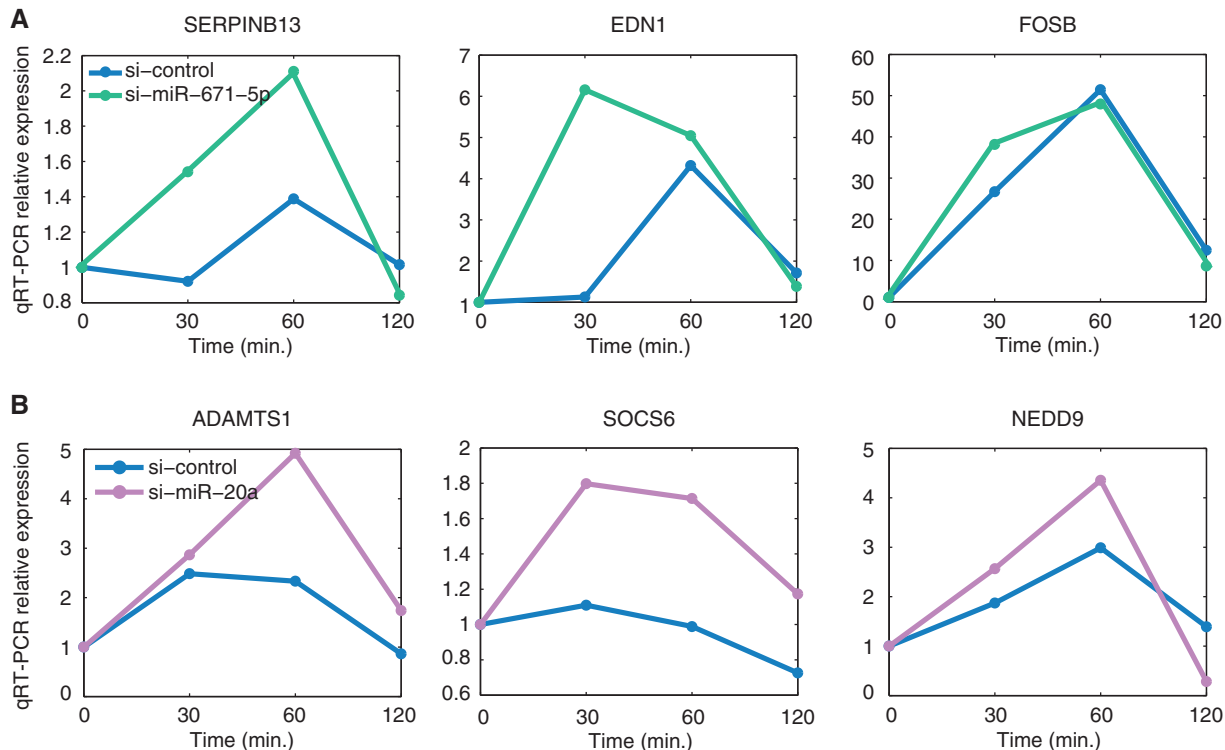 A
SERPINB13
EDN1
FOSB
qRT−PCR relative expression
2.2
2
1.8
1.6
1.4
1.2
1
0.8
si−control
si−miR−671−5p
0 30 60 120
Time (min.)
7
6
5
4
3
2
1
0 30 60 120
Time (min.)
60
50
40
30
20
10
0
0 30 60 120
Time (min.)
B
ADAMTS1
SOCS6
NEDD9
qRT−PCR relative expression
5
4
3
2
1
0
si−control
si−miR−20a
0 30 60 120
Time (min.)
2
1.8
1.6
1.4
1.2
1
0.8
0.6
0 30 60 120
Time (min.)
5
4
3
2
1
0
0 30 60 120
Time (min.)